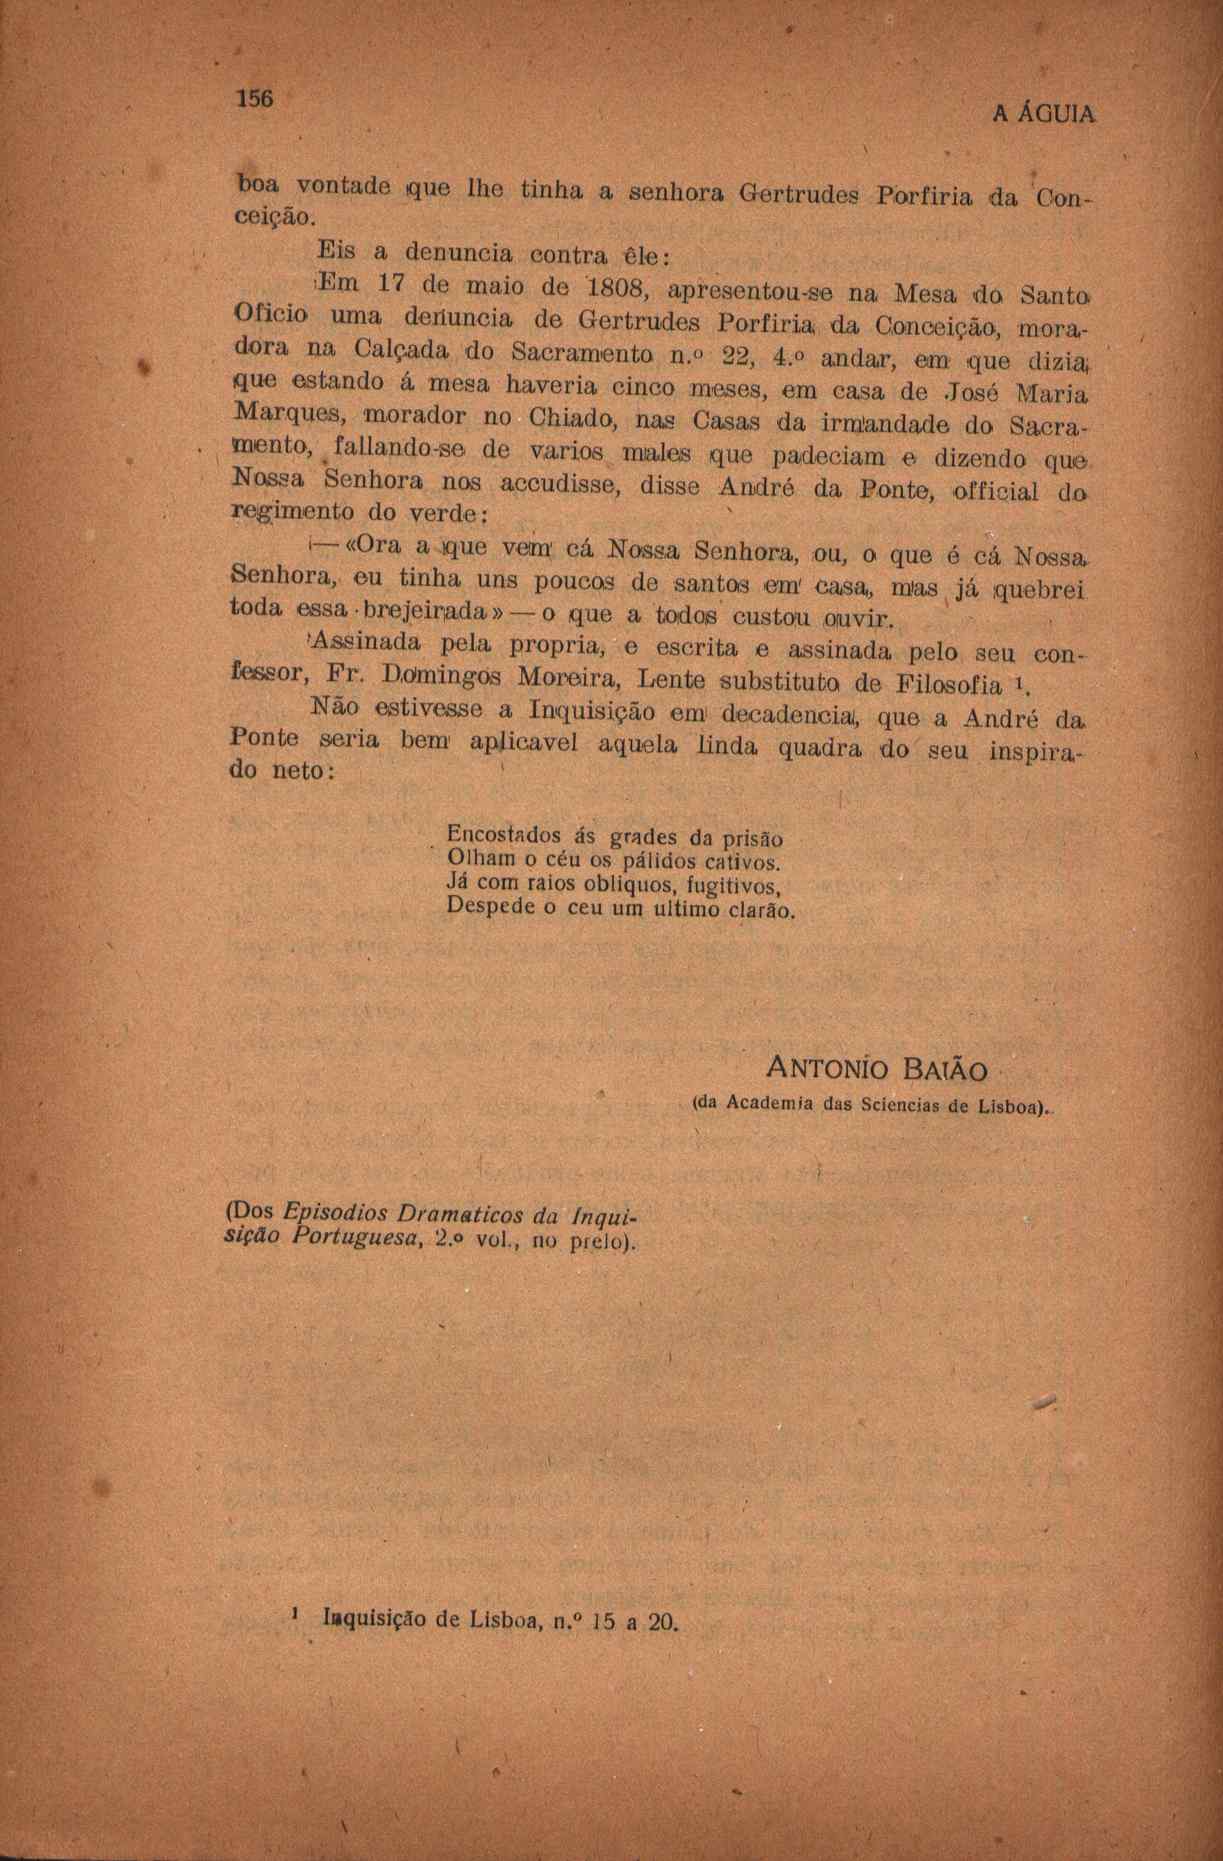 156
A ÁGUIA
boa vontade que lhe tinha a senhora Gertrudes Porfiria da Con-
ceição.
Eis a denuncia contra êle:
Em 17 de maio de 1808, apresentou-se na Mesa do Santo
Oficio uma denuncia de Gertrudes Porfiria da Conceição, mora-
dora na Calçada do Sacramento n.º 22, 4.º andar, em que dizia,
que estando á mesa haveria cinco meses, em casa de José Maria
Marques, morador no Chiado, nas Casas da irmandade do Sacra-
mento, fallando-se de varios males que padeciam e dizendo que
Nossa Senhora nos accudisse, disse André da Ponte, official do
regimento do verde:
— «Ora a que vem cá Nossa Senhora, ou, o que é cá Nossa
Senhora, eu tinha uns poucos de santos em casa, mas já quebrei
toda essa brejeirada» — o que a todos custou ouvir.
Assinada pela propria, e escrita e assinada pelo seu con-
fessor, Fr. Domingos Moreira, Lente substituto de Filosofia ¹.
Não estivesse a Inquisição em decadencia, que a André da
Ponte seria bem aplicavel aquela linda quadra do seu inspira-
do neto:
Encostados ás grades da prisão
Olham o céu os pálidos cativos.
Já com raios obliquos, fugitivos,
Despede o ceu um ultimo clarão.
ANTONIO BAIÃO
(da Academia das Sciencias de Lisboa).
(Dos Episodios Dramaticos da Inqui-
sição Portuguesa, 2.º vol., no prelo).
¹ Inquisição de Lisboa, n.º 15 a 20.